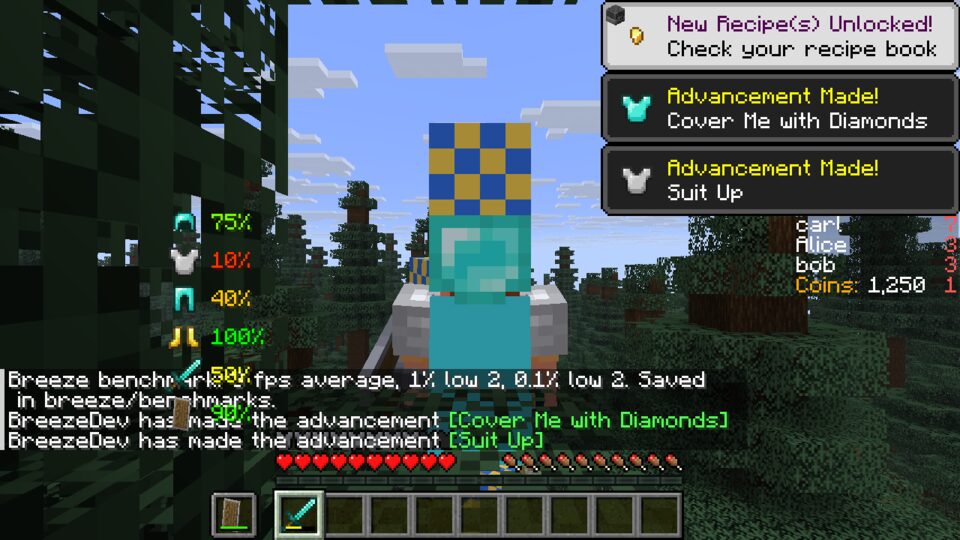 New Recipe(s) Unlocked!
Check your recipe book
Advancement Made!
Cover Me with Diamonds
Advancement Made!
Suit Up
carl 7
Alice 3
bob 3
Coins: 1,250 1
75%
10%
40%
100%
50%
90%
Breeze benchmark: fps average, 1% low 2, 0.1% low 2. Saved
in breeze/benchmarks.
BreezeDev has made the advancement [Cover Me with Diamonds]
BreezeDev has made the advancement [Suit Up]